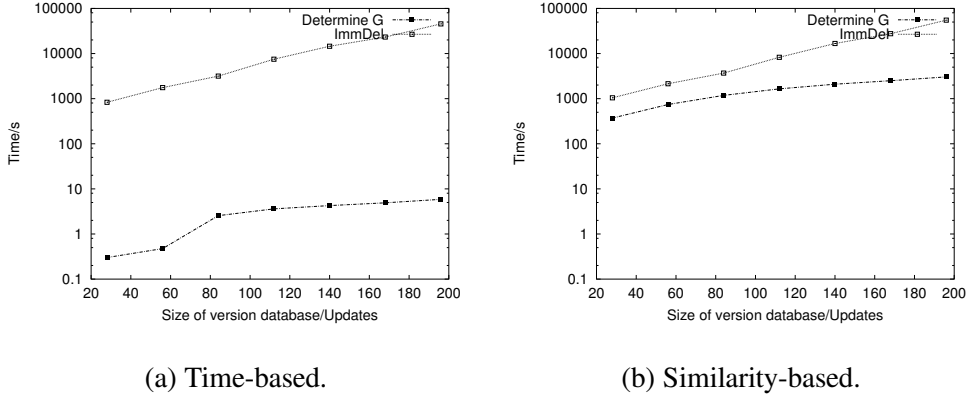 100000
10000
1000
100
10
1
0.1
Time/s
20 40 60 80 100 120 140 160 180 200
Size of version database/Updates
Determine G
ImmDel
(a) Time-based.
100000
10000
1000
100
10
1
0.1
Time/s
20 40 60 80 100 120 140 160 180 200
Size of version database/Updates
Determine G
ImmDel
(b) Similarity-based.